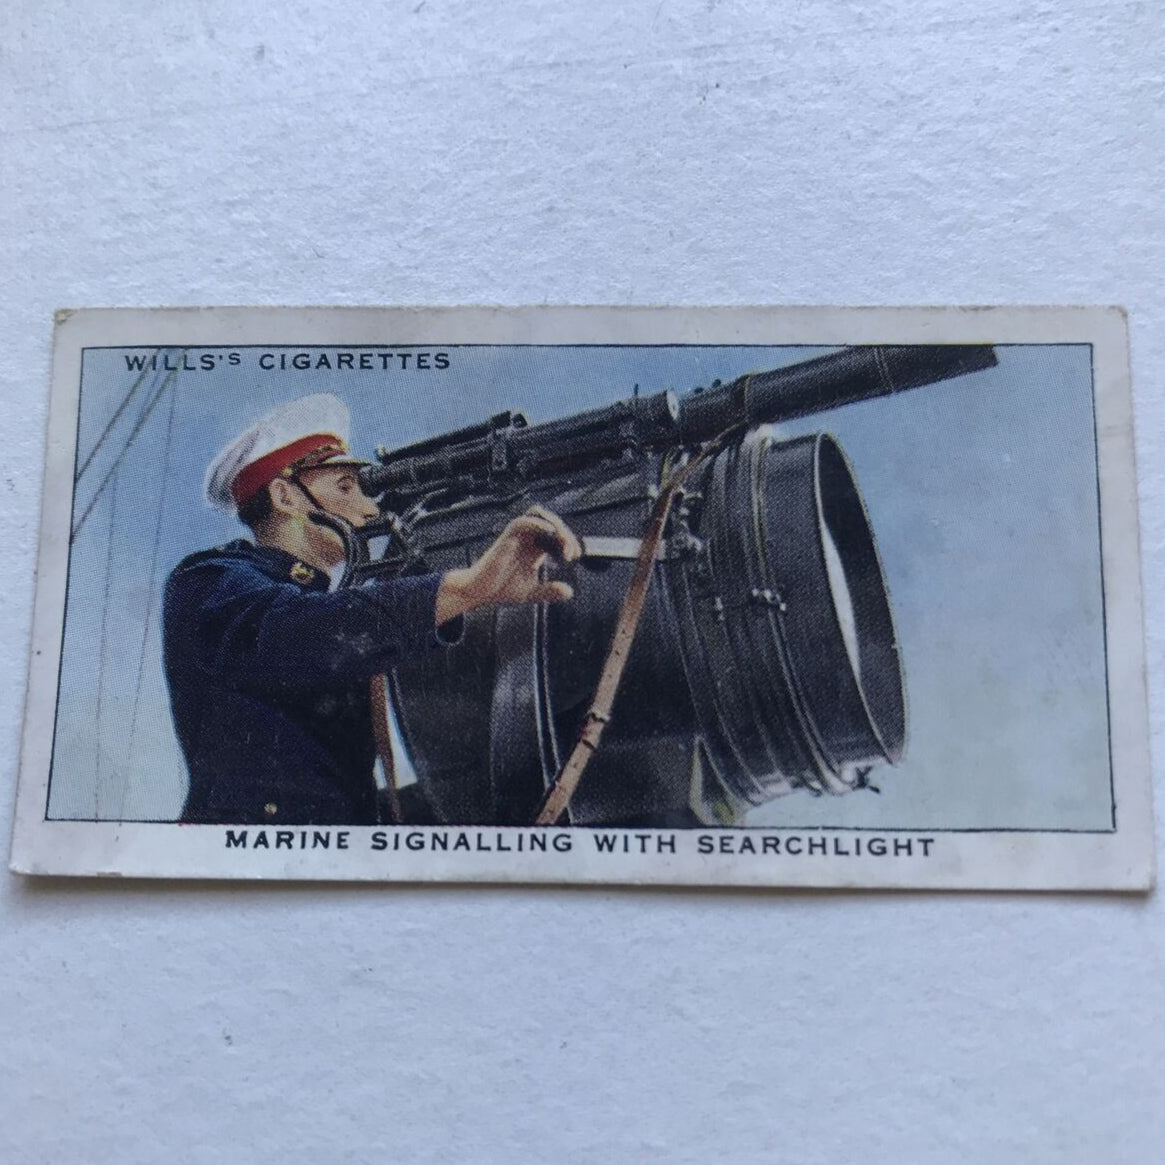 WILLS'S CIGARETTES
MARINE SIGNALLING WITH SEARCHLIGHT